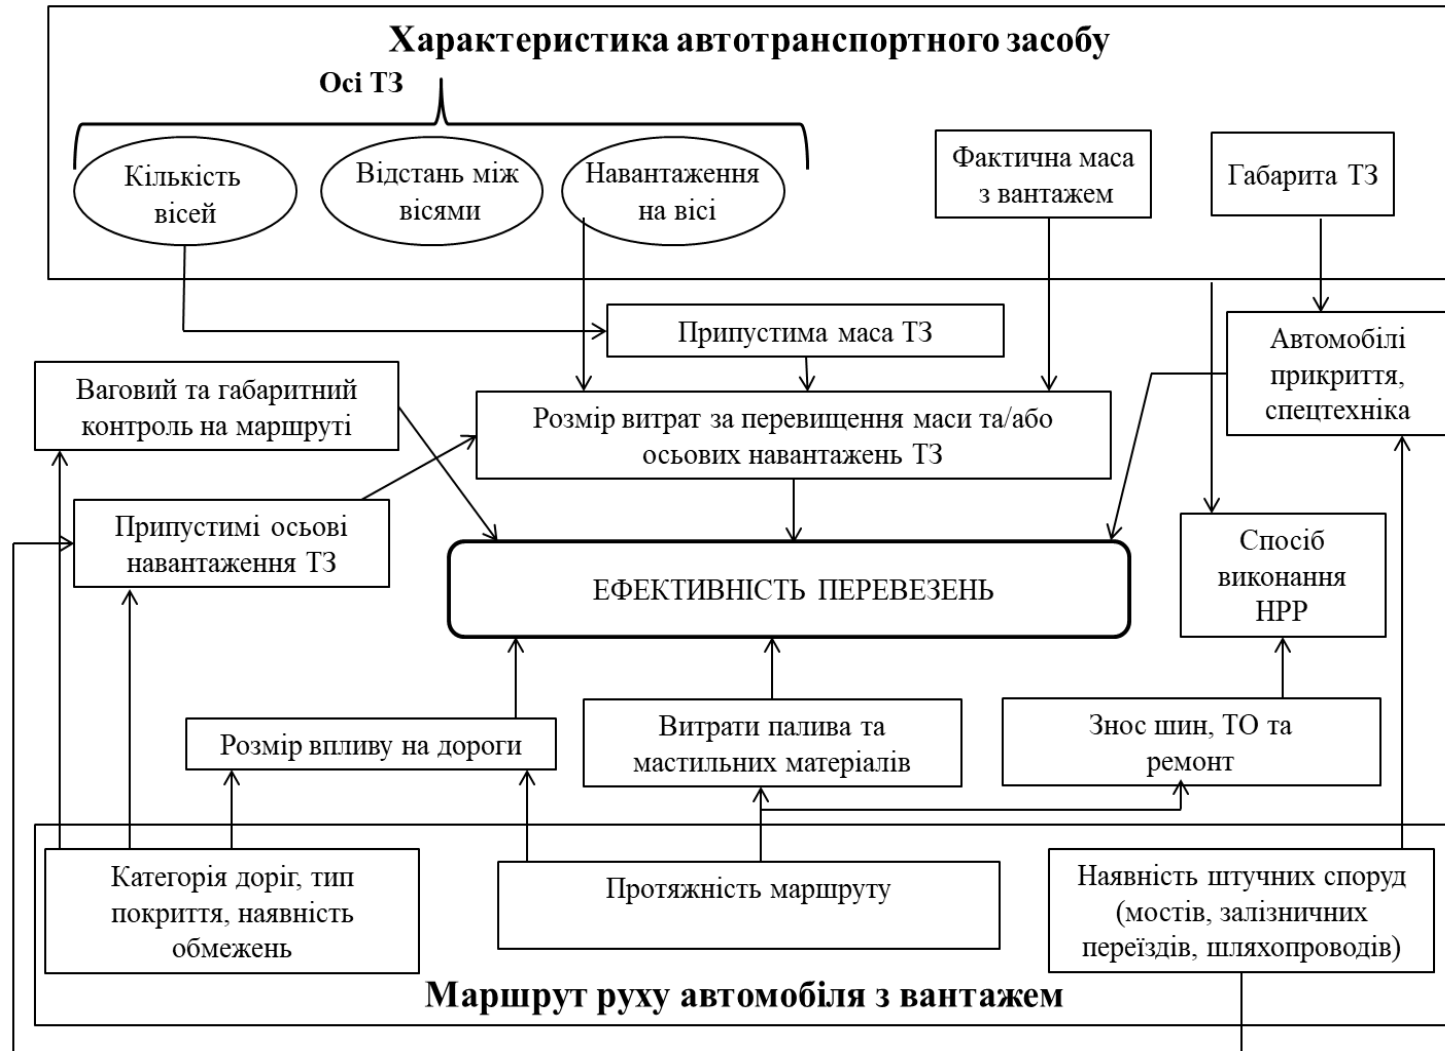 Характеристика автотранспортного засобу
Осі ТЗ
Кількість
вісей
Відстань між
вісями
Навантаження
на вісі
Фактична маса
з вантажем
Габарита ТЗ
Припустима маса ТЗ
Автомобілі
прикриття,
спецтехніка
Ваговий та габаритний
контроль на маршруті
Розмір витрат за перевищення маси та/або
осьових навантажень ТЗ
Припустимі осьові
навантаження ТЗ
Спосіб
виконання
НРР
ЕФЕКТИВНІСТЬ ПЕРЕВЕЗЕНЬ
Розмір впливу на дороги
Витрати палива та
мастильних матеріалів
Знос шин, ТО та
ремонт
Категорія доріг, тип
покриття, наявність
обмежень
Протяжність маршруту
Наявність штучних споруд
(мостів, залізничних
переїздів, шляхопроводів)
Маршрут руху автомобіля з вантажем